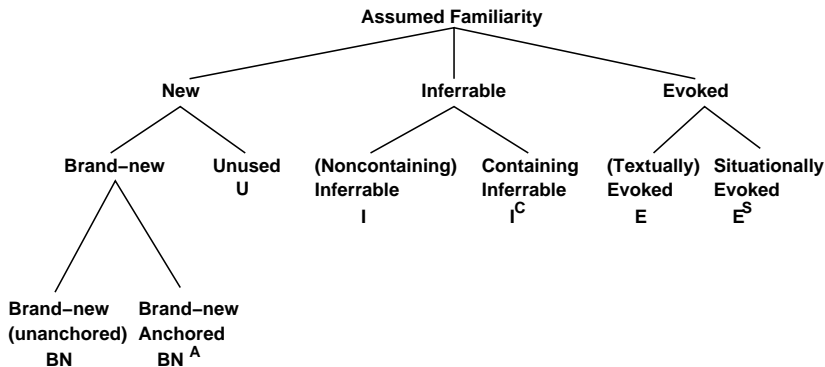 Assumed Familiarity
New Inferrable Evoked
Brand−new Unused U
(Noncontaining) Inferrable I
Containing Inferrable I^C
(Textually) Evoked E
Situationally Evoked E^S
Brand−new (unanchored) BN
Brand−new Anchored BN^A